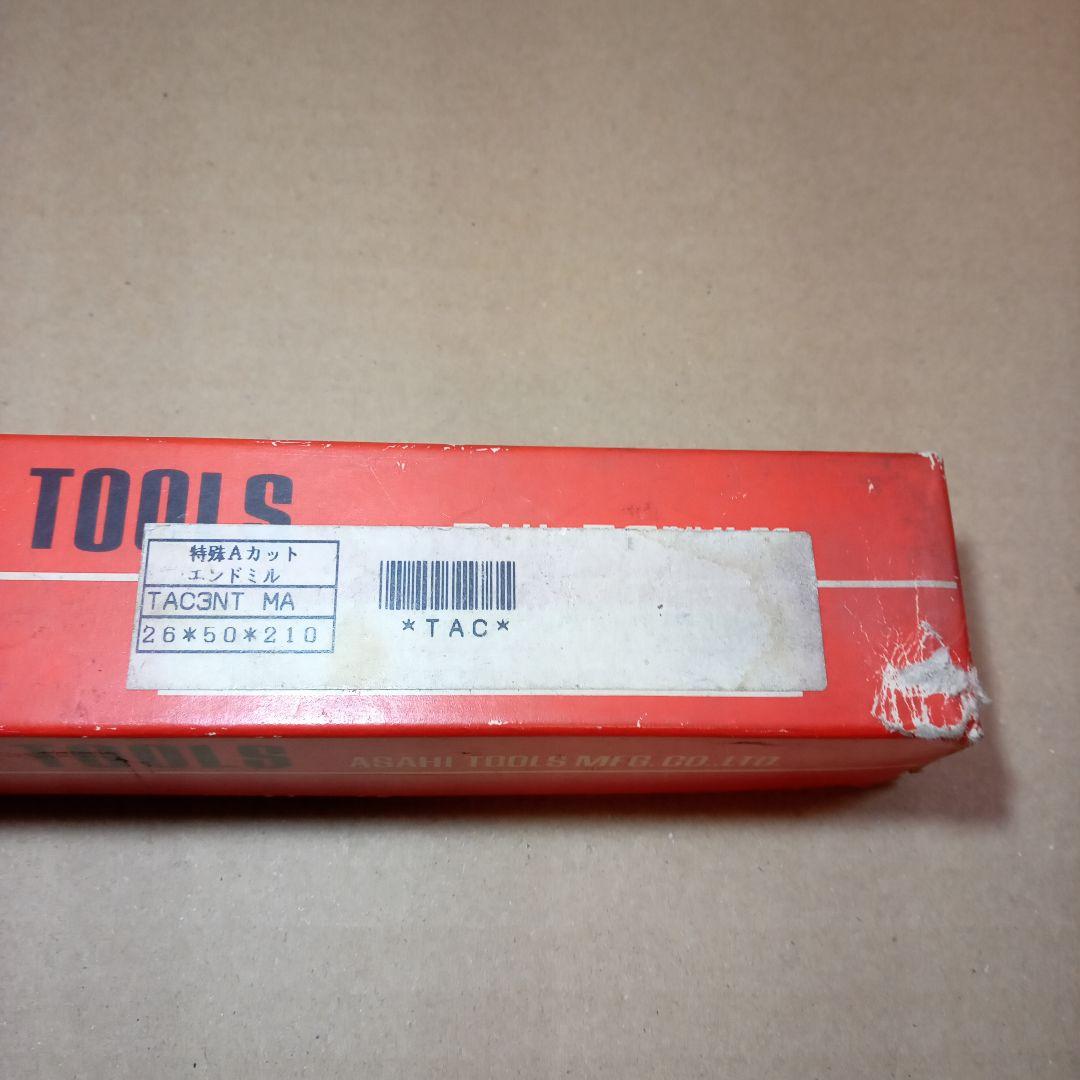 TOOLS
特殊Aカット
エンドミル
TAC3NT MA
26*50*210
*TAC*
TOOLS
ASAHI TOOLS MFG. CO., LTD.